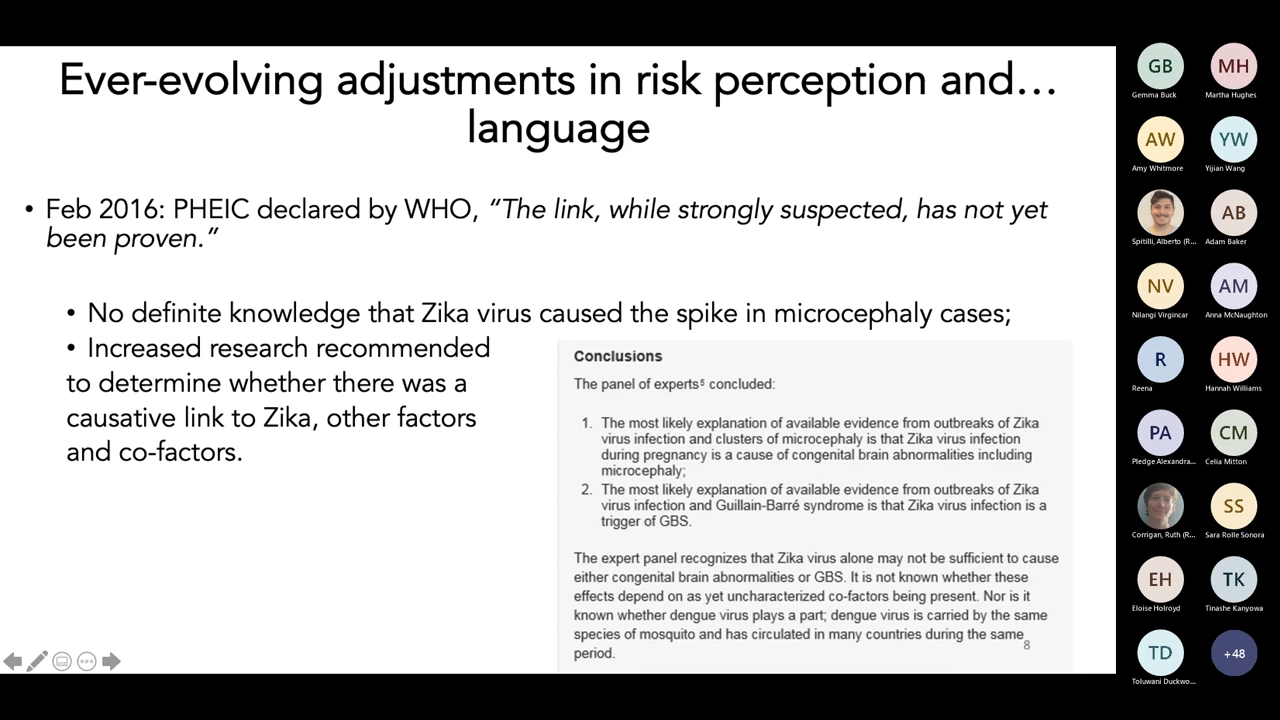 Ever-evolving adjustments in risk perception and…
language
• Feb 2016: PHEIC declared by WHO, “The link, while strongly suspected, has not yet
been proven.”
• No definite knowledge that Zika virus caused the spike in microcephaly cases;
• Increased research recommended
to determine whether there was a
causative link to Zika, other factors
and co-factors.
Conclusions
The panel of experts⁵ concluded:
1. The most likely explanation of available evidence from outbreaks of Zika
virus infection and clusters of microcephaly is that Zika virus infection
during pregnancy is a cause of congenital brain abnormalities including
microcephaly;
2. The most likely explanation of available evidence from outbreaks of Zika
virus infection and Guillain-Barré syndrome is that Zika virus infection is a
trigger of GBS.
The expert panel recognizes that Zika virus alone may not be sufficient to cause
either congenital brain abnormalities or GBS. It is not known whether these
effects depend on as yet uncharacterized co-factors being present. Nor is it
known whether dengue virus plays a part; dengue virus is carried by the same
species of mosquito and has circulated in many countries during the same
period.
8
GB
Gemma Buck
MH
Martha Hughes
AW
Amy Whitmore
YW
Yijian Wang
Spitilli, Alberto (R...
AB
Adam Baker
NV
Nilangi Virgincar
AM
Anna McNaughton
R
Reena
HW
Hannah Williams
PA
Pledge Alexandra...
CM
Celia Mitton
Corrigan, Ruth (R...
SS
Sara Rolle Sonora
EH
Eloise Holroyd
TK
Tinashe Kanyowa
TD
Toluwani Duckwo...
+48